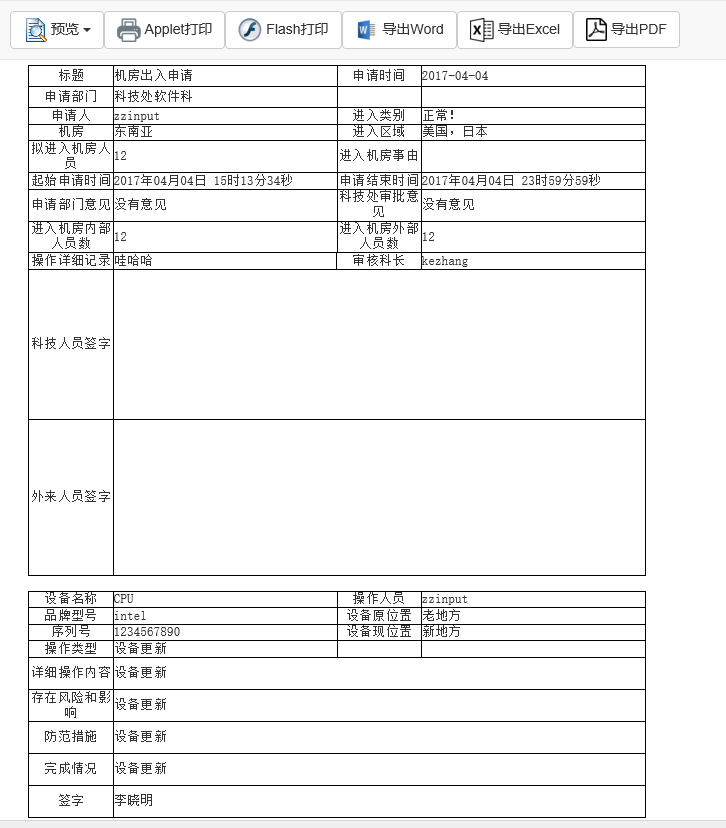 预览 Applet打印 Flash打印 导出Word 导出Excel 导出PDF
标题 机房出入申请 申请时间 2017-04-04
申请部门 科技处软件科
申请人 zzinput 进入类别 正常!
机房 东南亚 进入区域 美国，日本
拟进入机房人员 12 进入机房事由
起始申请时间 2017年04月04日 15时13分34秒 申请结束时间 2017年04月04日 23时59分59秒
申请部门意见 没有意见 科技处审批意见 没有意见
进入机房内部人员数 12 进入机房外部人员数 12
操作详细记录 哇哈哈 审核科长 kezhang
科技人员签字
外来人员签字
设备名称 CPU 操作人员 zzinput
品牌型号 intel 设备原位置 老地方
序列号 1234567890 设备现位置 新地方
操作类型 设备更新
详细操作内容 设备更新
存在风险和影响 设备更新
防范措施 设备更新
完成情况 设备更新
签字 李晓明